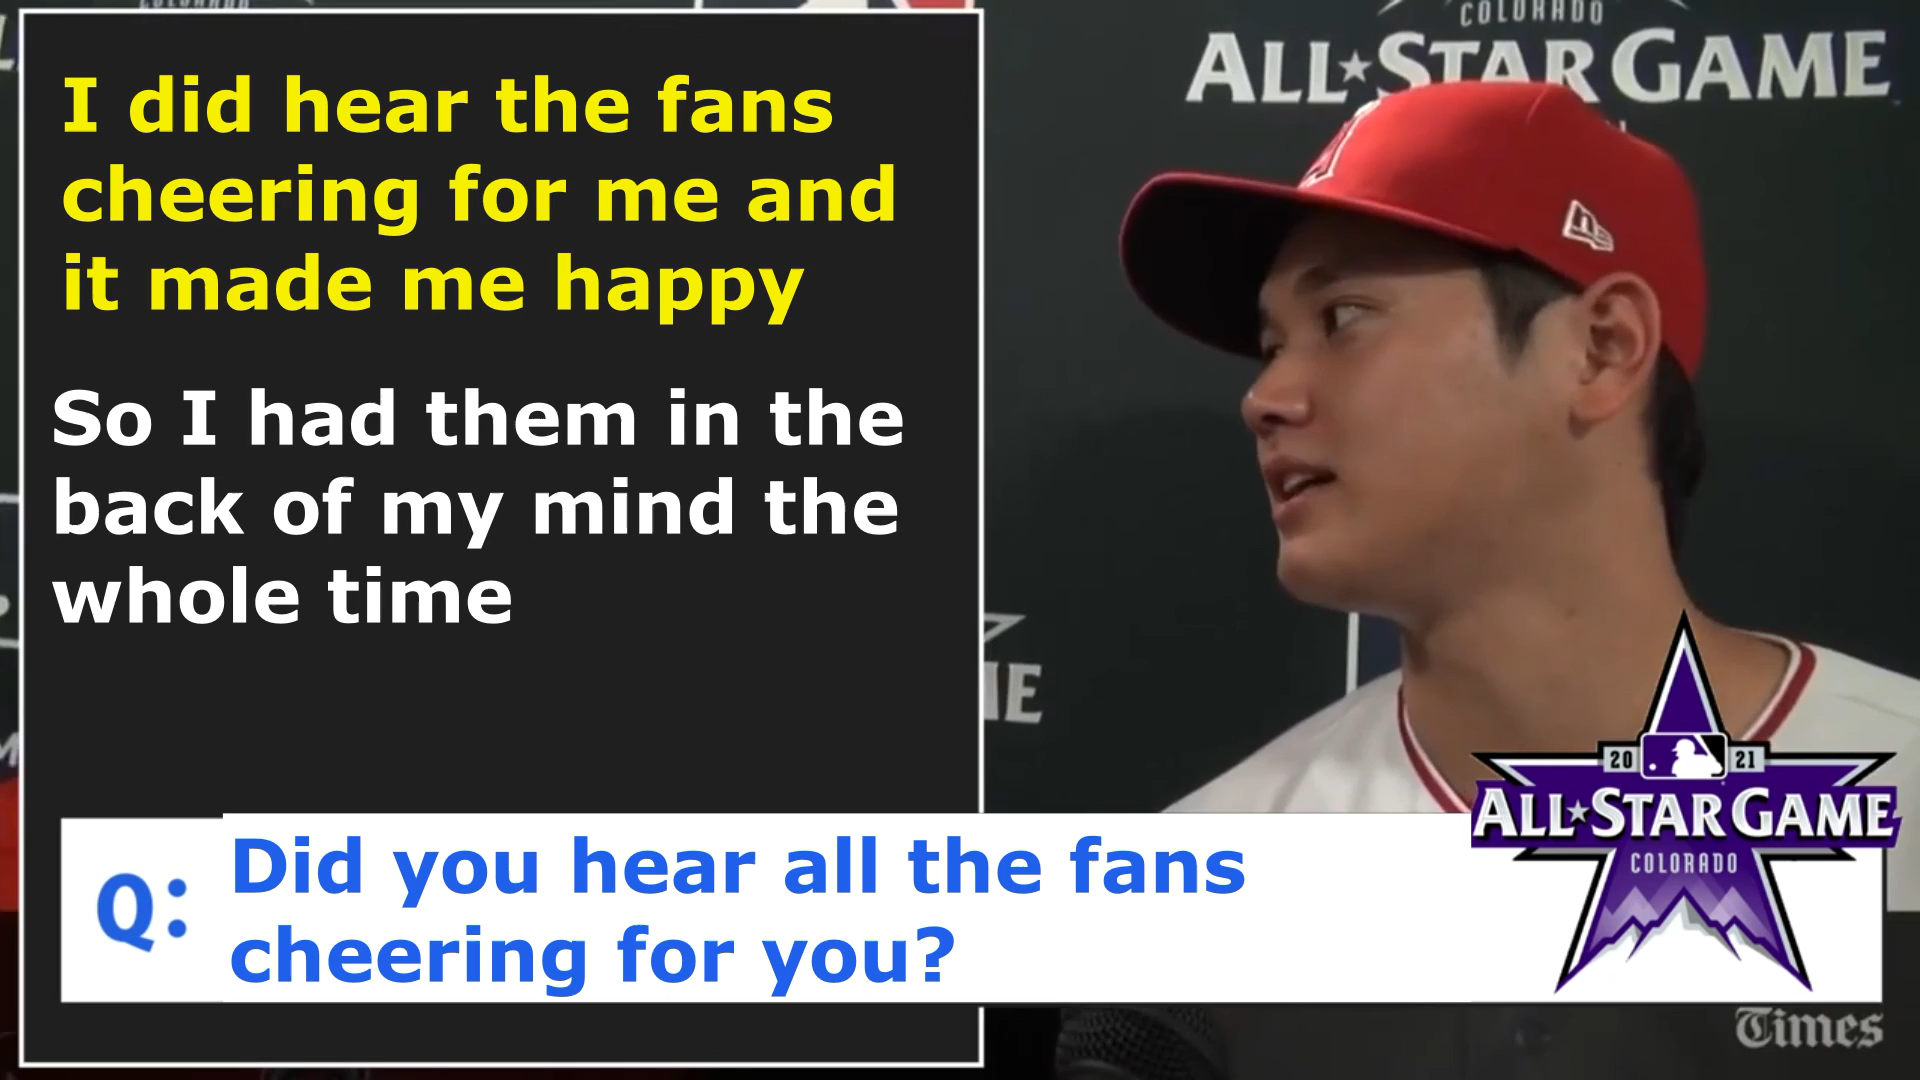 COLORADO
ALL★STAR GAME
I did hear the fans
cheering for me and
it made me happy
So I had them in the
back of my mind the
whole time
Q: Did you hear all the fans
cheering for you?
20 21
ALL★STAR GAME
COLORADO
Times